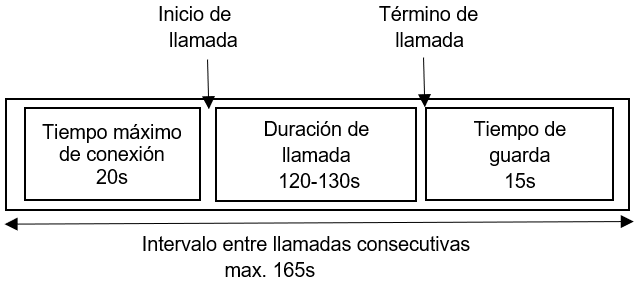 Inicio de
llamada
Término de
llamada
Tiempo máximo
de conexión
20s
Duración de
llamada
120-130s
Tiempo de
guarda
15s
Intervalo entre llamadas consecutivas
max. 165s